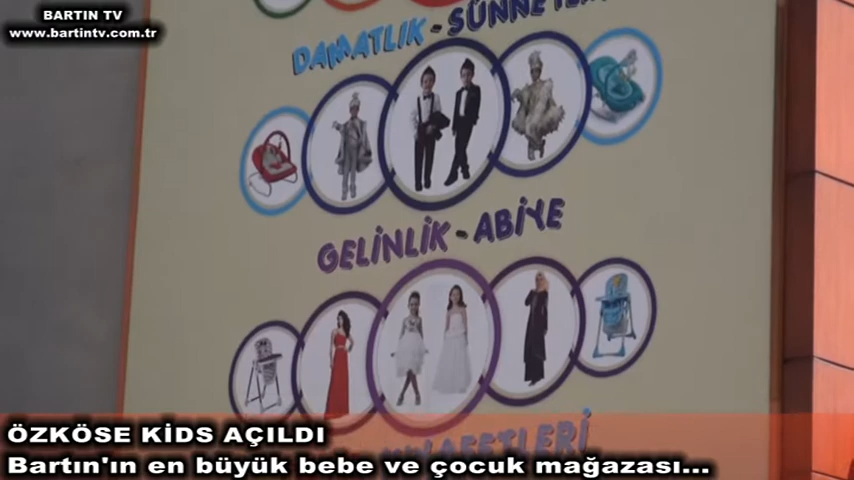 BARTIN TV
www.bartintv.com.tr
DAMATLIK - SÜNNETLİK
GELİNLİK - ABİYE
ÖZKÖSE KİDS AÇILDI
Bartın'ın en büyük bebe ve çocuk mağazası...